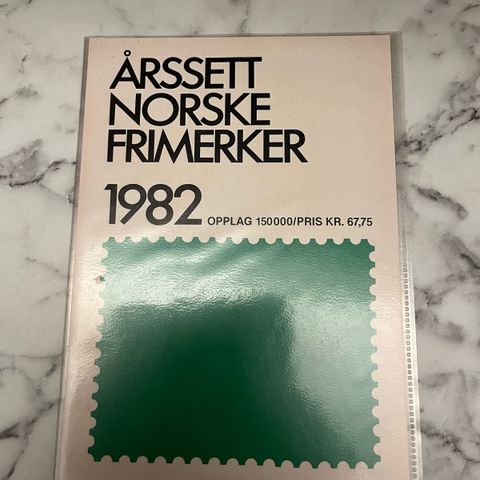 ÅRSSETT
NORSKE
FRIMERKER
1982 OPPLAG 150000/PRIS KR. 67,75